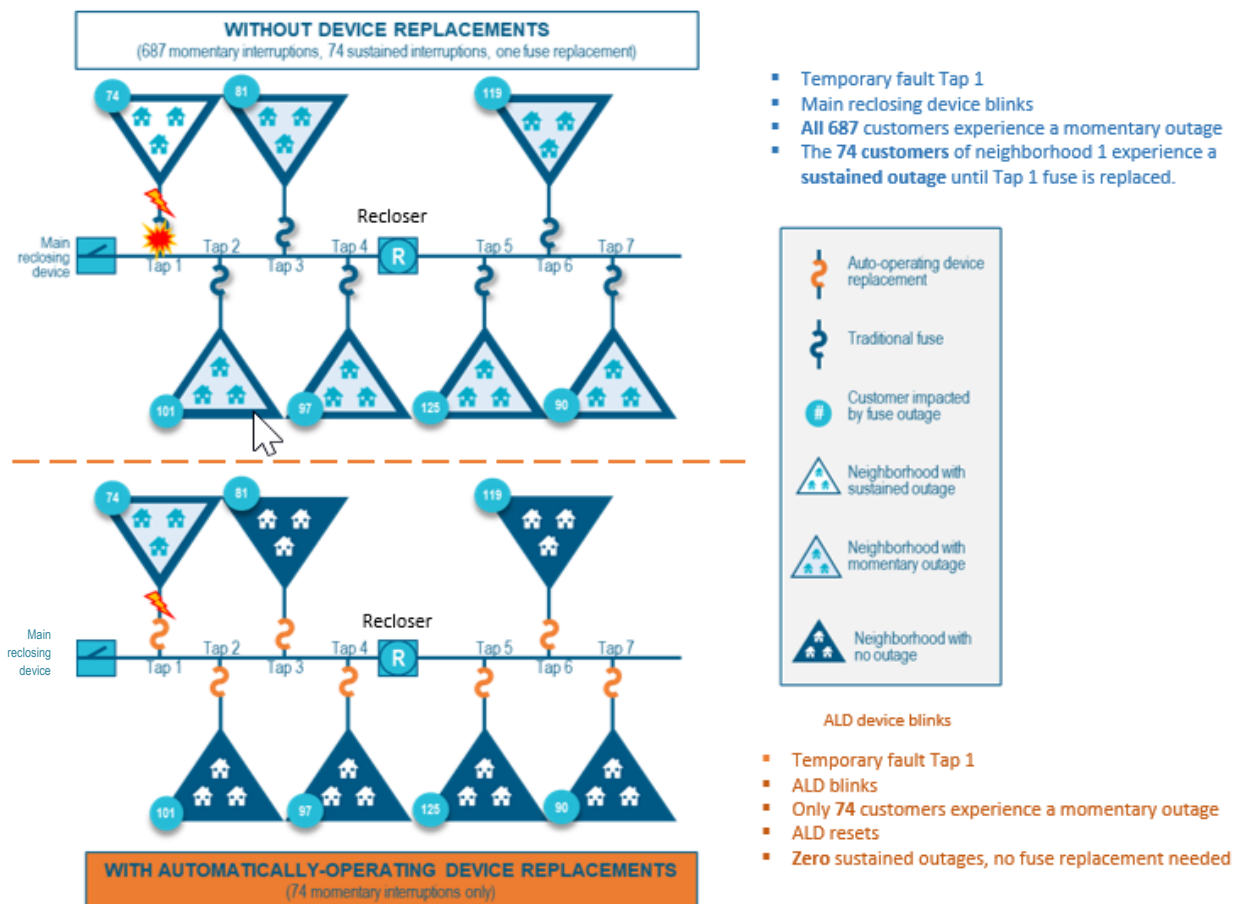 WITHOUT DEVICE REPLACEMENTS
(687 momentary interruptions, 74 sustained interruptions, one fuse replacement)
74
81
119
Recloser
Main
reclosing
device
Tap 1
Tap 2
Tap 3
Tap 4
R
Tap 5
Tap 6
Tap 7
101
97
125
90
▪ Temporary fault Tap 1
▪ Main reclosing device blinks
▪ All 687 customers experience a momentary outage
▪ The 74 customers of neighborhood 1 experience a
sustained outage until Tap 1 fuse is replaced.
Auto-operating device
replacement
Traditional fuse
#
Customer impacted
by fuse outage
Neighborhood with
sustained outage
Neighborhood with
momentary outage
Neighborhood with
no outage
74
81
119
Recloser
Main
reclosing
device
Tap 1
Tap 2
Tap 3
Tap 4
R
Tap 5
Tap 6
Tap 7
101
97
125
90
WITH AUTOMATICALLY-OPERATING DEVICE REPLACEMENTS
(74 momentary interruptions only)
ALD device blinks
▪ Temporary fault Tap 1
▪ ALD blinks
▪ Only 74 customers experience a momentary outage
▪ ALD resets
▪ Zero sustained outages, no fuse replacement needed